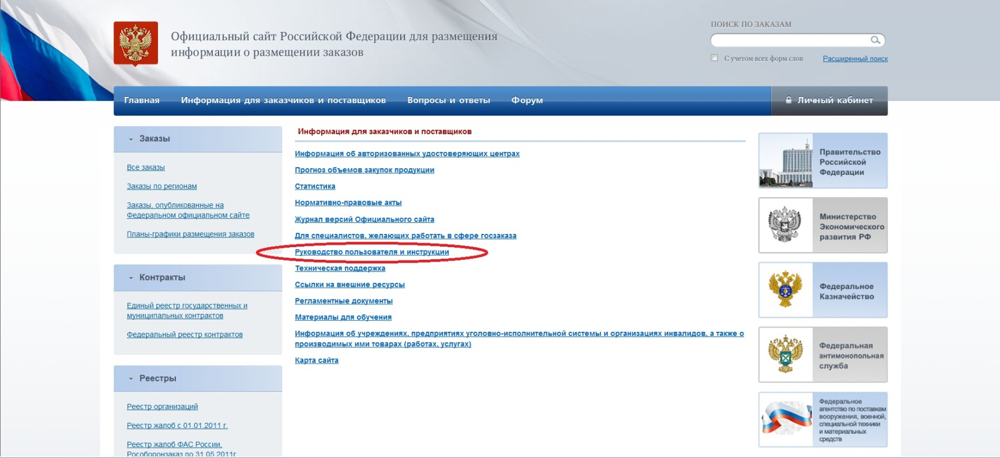 Официальный сайт Российской Федерации для размещения
информации о размещении заказов
ПОИСК ПО ЗАКАЗАМ
С учетом всех форм слов
Расширенный поиск
Главная
Информация для заказчиков и поставщиков
Вопросы и ответы
Форум
Личный кабинет
Заказы
Все заказы
Заказы по регионам
Заказы, опубликованные на
Федеральном официальном сайте
Планы-графики размещения заказов
Контракты
Единый реестр государственных и
муниципальных контрактов
Федеральный реестр контрактов
Реестры
Реестр организаций
Реестр жалоб с 01.01.2011 г.
Реестр жалоб ФАС России,
Рособоронзаказ по 31.05.2011г
Информация для заказчиков и поставщиков
Информация об авторизованных удостоверяющих центрах
Прогноз объемов закупок продукции
Статистика
Нормативно-правовые акты
Журнал версий Официального сайта
Для специалистов, желающих работать в сфере госзаказа
Руководство пользователя и инструкции
Техническая поддержка
Ссылки на внешние ресурсы
Регламентные документы
Материалы для обучения
Информация об учреждениях, предприятиях уголовно-исполнительной системы и организациях инвалидов, а также о
производимых ими товарах (работах, услугах)
Карта сайта
Правительство
Российской
Федерации
Министерство
Экономического
развития РФ
Федеральное
Казначейство
Федеральная
антимонопольная
служба
Федеральное
агентство по поставкам
вооружения, военной,
специальной техники
и материальных
средств